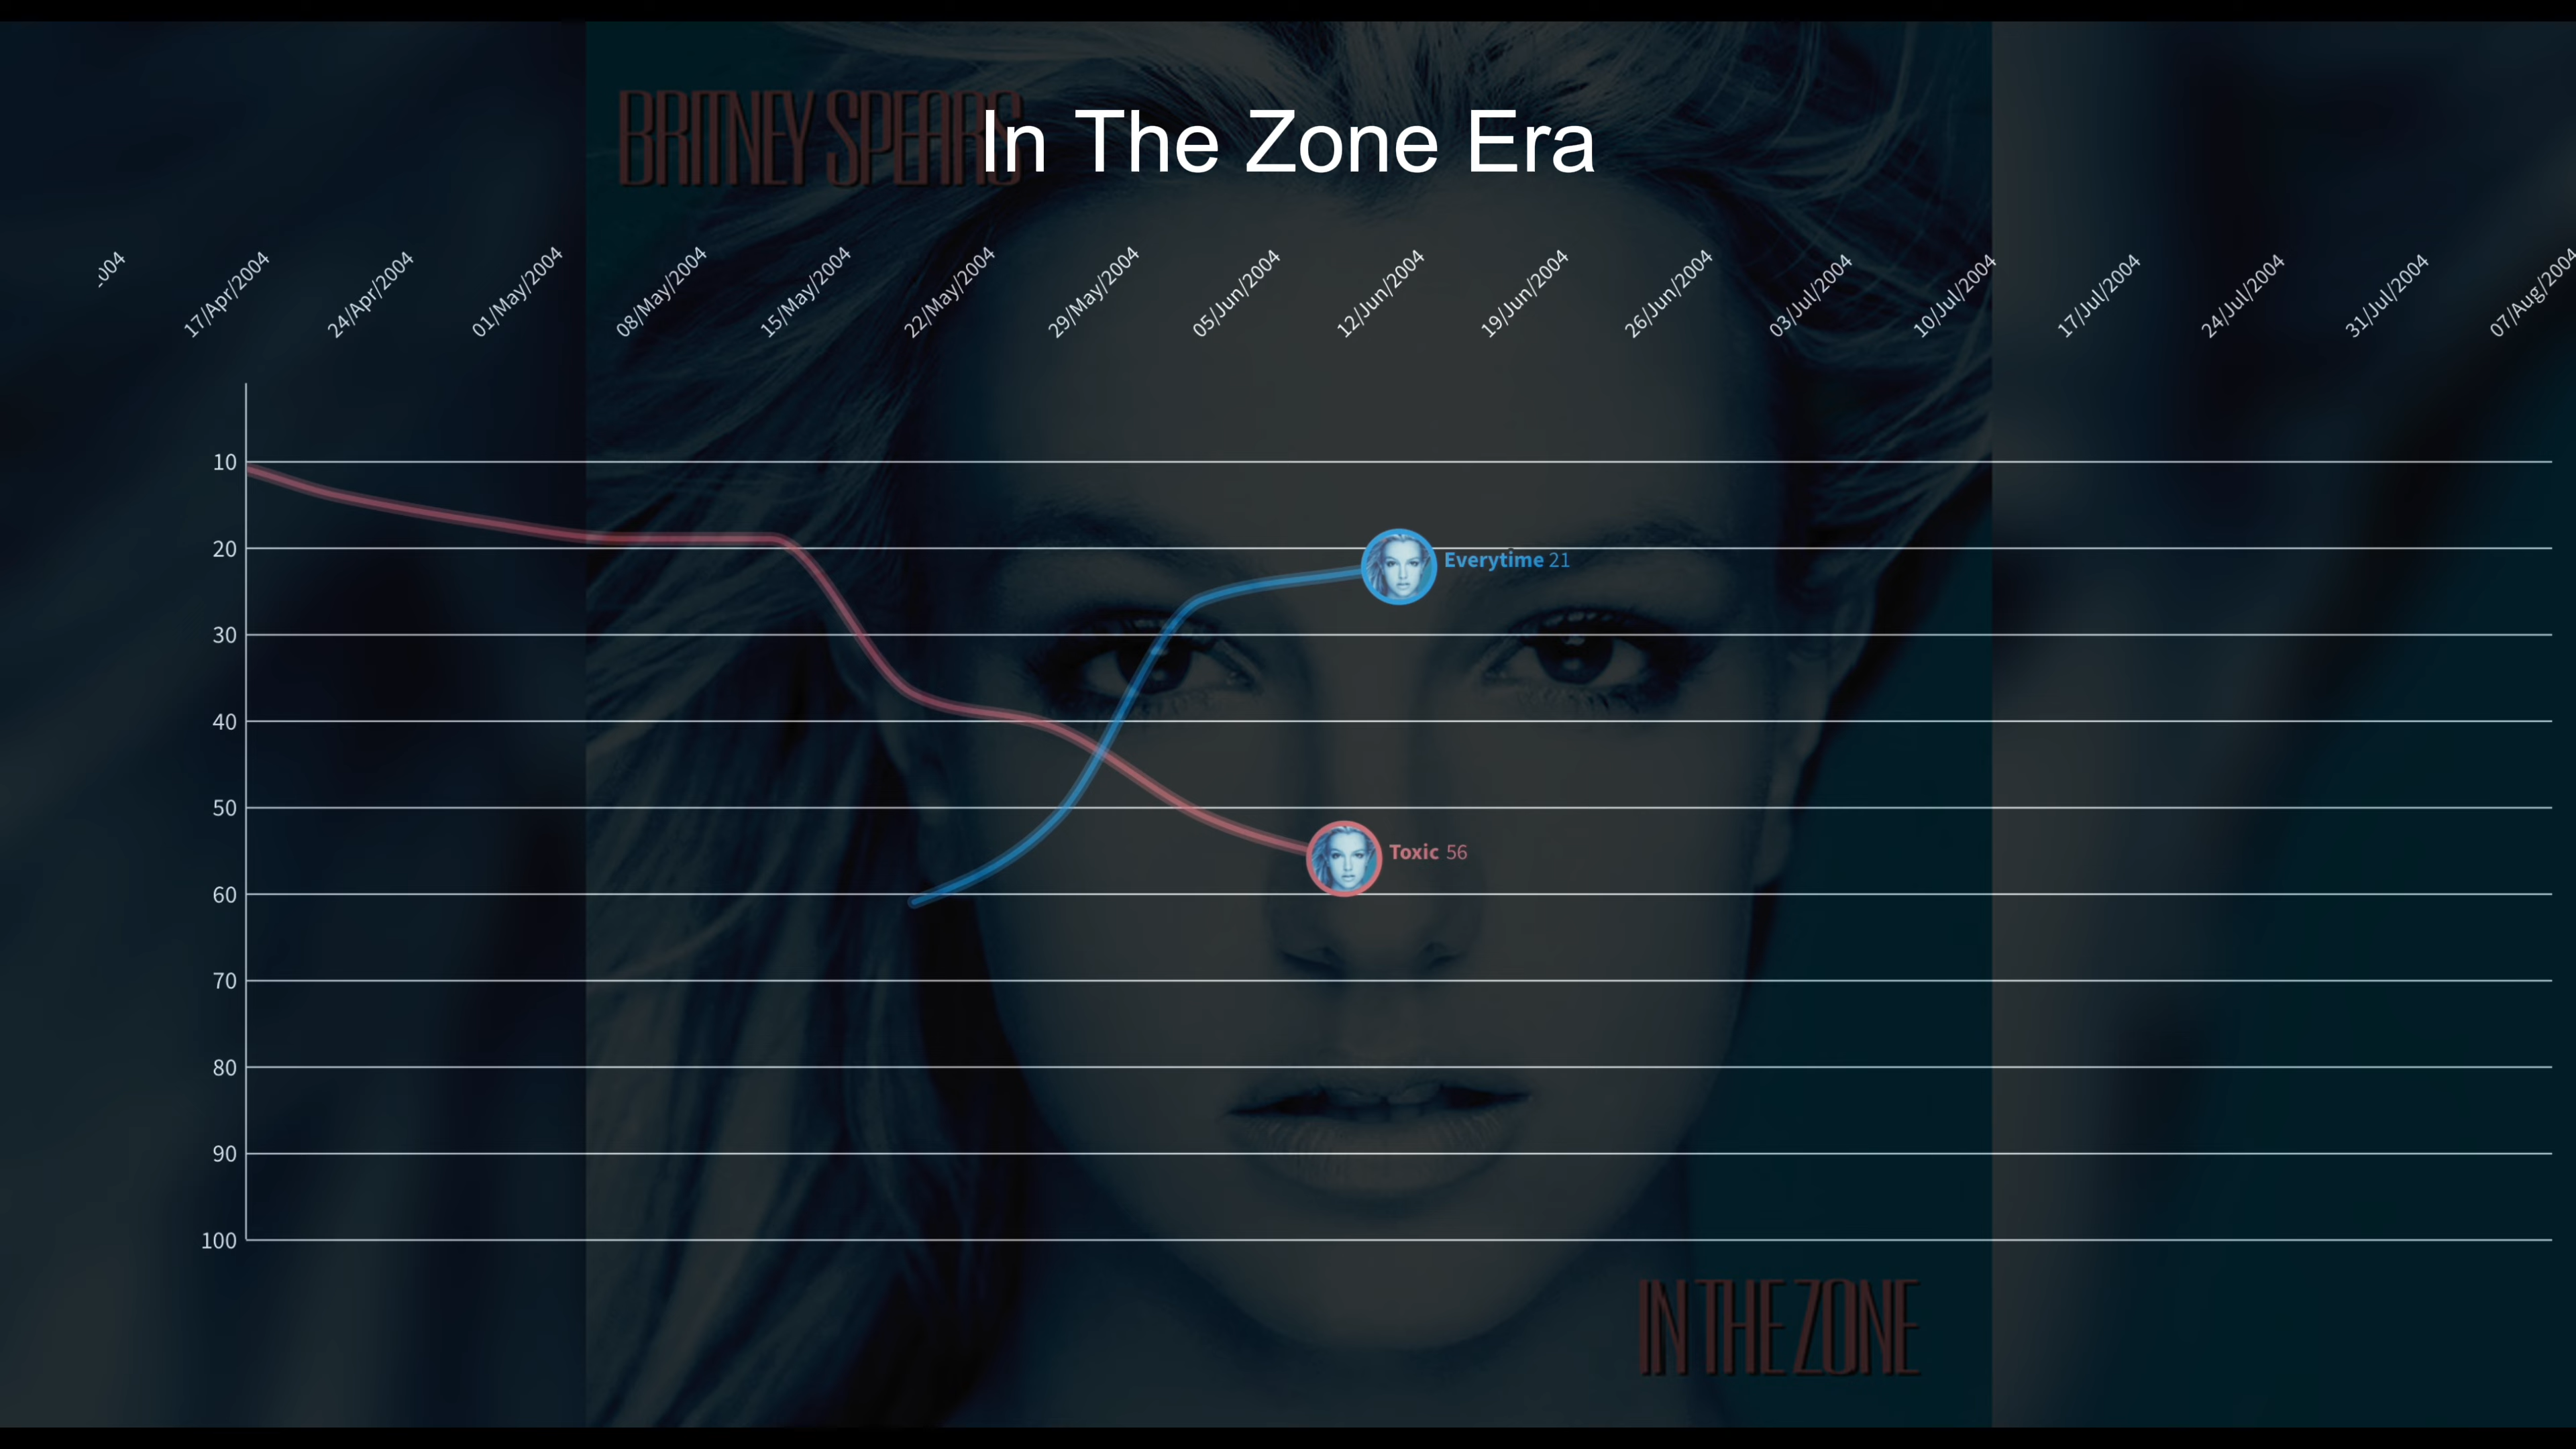 BRITNEY SPEARS
In The Zone Era
17/Apr/2004
24/Apr/2004
01/May/2004
08/May/2004
15/May/2004
22/May/2004
29/May/2004
05/Jun/2004
12/Jun/2004
19/Jun/2004
26/Jun/2004
03/Jul/2004
10/Jul/2004
17/Jul/2004
24/Jul/2004
31/Jul/2004
07/Aug/2004
10
20
Everytime 21
30
40
50
Toxic 56
60
70
80
90
100
IN THE ZONE